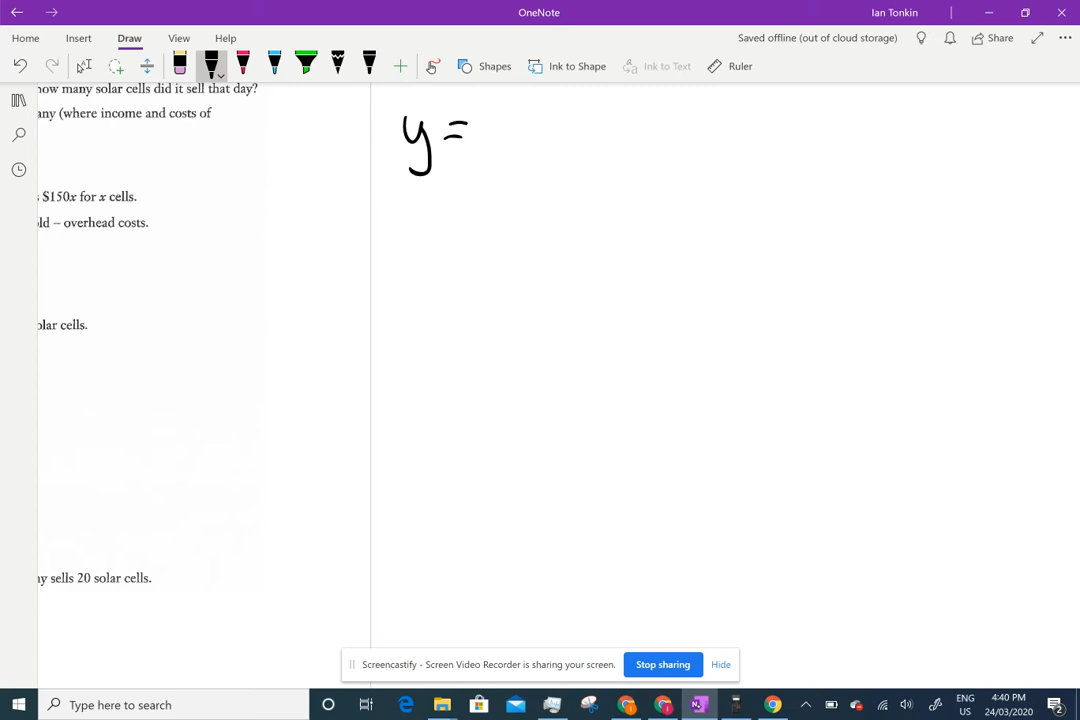 OneNote
Ian Tonkin
Home Insert Draw View Help
Saved offline (out of cloud storage)
Share
Shapes
Ink to Shape
Ink to Text
Ruler
how many solar cells did it sell that day?
any (where income and costs of
$150x for x cells.
old – overhead costs.
olar cells.
ny sells 20 solar cells.
y =
Screencastify - Screen Video Recorder is sharing your screen.
Stop sharing
Hide
Type here to search
ENG
US
4:40 PM
24/03/2020
2